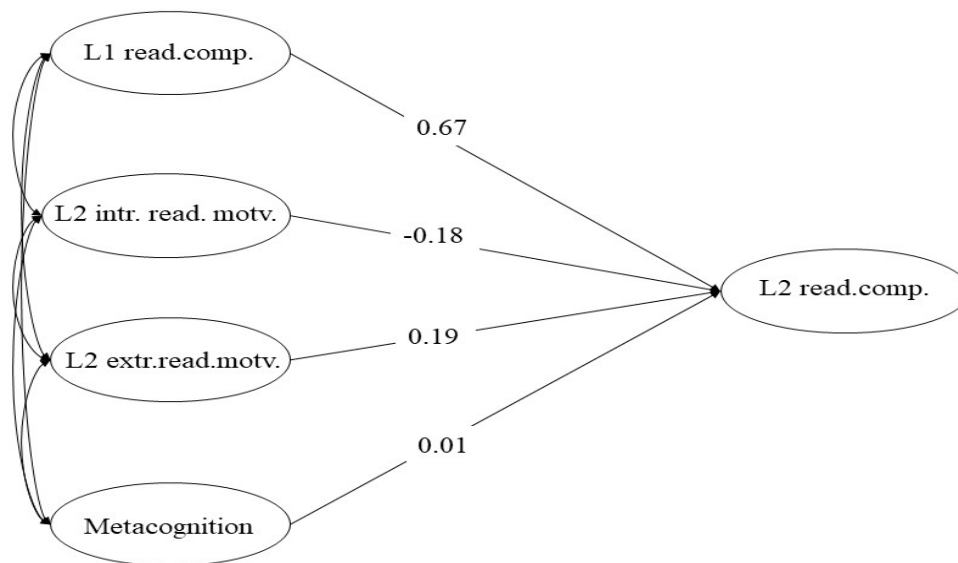 L1 read.comp.
0.67
L2 intr. read. motv.
-0.18
L2 read.comp.
L2 extr.read.motv.
0.19
0.01
Metacognition